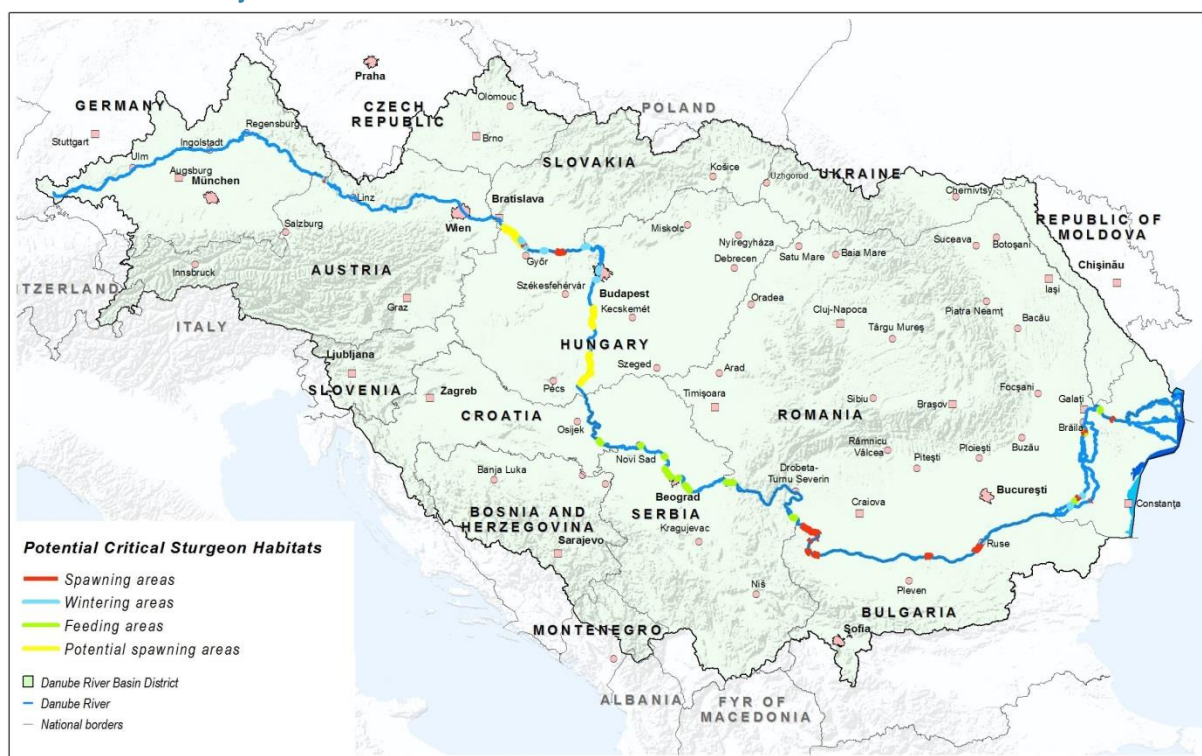 GERMANY
Stuttgart
Ulm
Ingolstadt
Regensburg
Augsburg
München
Praha
CZECH
REPUBLIC
Olomouc
Brno
POLAND
SLOVAKIA
Košice
Uzhgorod
UKRAINE
Chernivtsy
REPUBLIC OF
MOLDOVA
Chişinău
Linz
Wien
Bratislava
Salzburg
Innsbruck
AUSTRIA
Graz
ITZERLAND
ITALY
Győr
Székesfehérvár
Budapest
Kecskemét
HUNGARY
Miskolc
Nyíregyháza
Debrecen
Szeged
Pécs
Satu Mare
Baia Mare
Suceava
Botoşani
Iaşi
Oradea
Cluj-Napoca
Târgu Mureş
Piatra Neamţ
Bacău
Arad
Timişoara
ROMANIA
Sibiu
Braşov
Focşani
Galaţi
Brăila
Râmnicu
Vâlcea
Piteşti
Ploieşti
Buzău
Drobeta-
Turnu Severin
Craiova
Bucureşti
Constanţa
Ljubljana
SLOVENIA
Zagreb
CROATIA
Osijek
Novi Sad
Banja Luka
Beograd
SERBIA
Kragujevac
BOSNIA AND
HERZEGOVINA
Sarajevo
Niš
Ruse
Pleven
BULGARIA
Sofia
MONTENEGRO
ALBANIA
FYR OF
MACEDONIA
Potential Critical Sturgeon Habitats
Spawning areas
Wintering areas
Feeding areas
Potential spawning areas
Danube River Basin District
Danube River
National borders